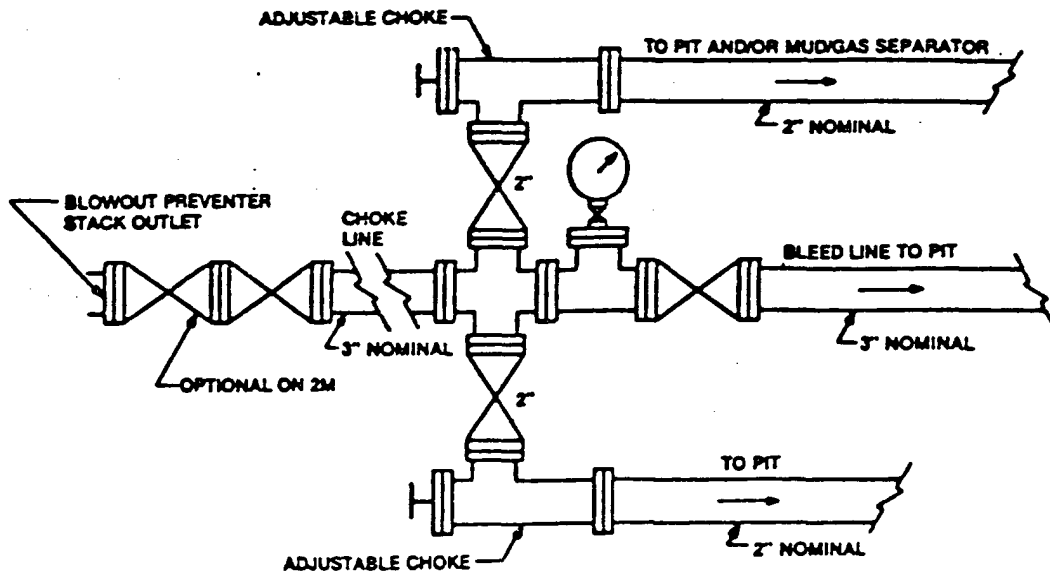 ADJUSTABLE CHOKE
TO PIT AND/OR MUD/GAS SEPARATOR
2" NOMINAL
2"
BLOWOUT PREVENTER
STACK OUTLET
CHOKE
LINE
BLEED LINE TO PIT
3" NOMINAL
3" NOMINAL
OPTIONAL ON 2M
2"
TO PIT
2" NOMINAL
ADJUSTABLE CHOKE